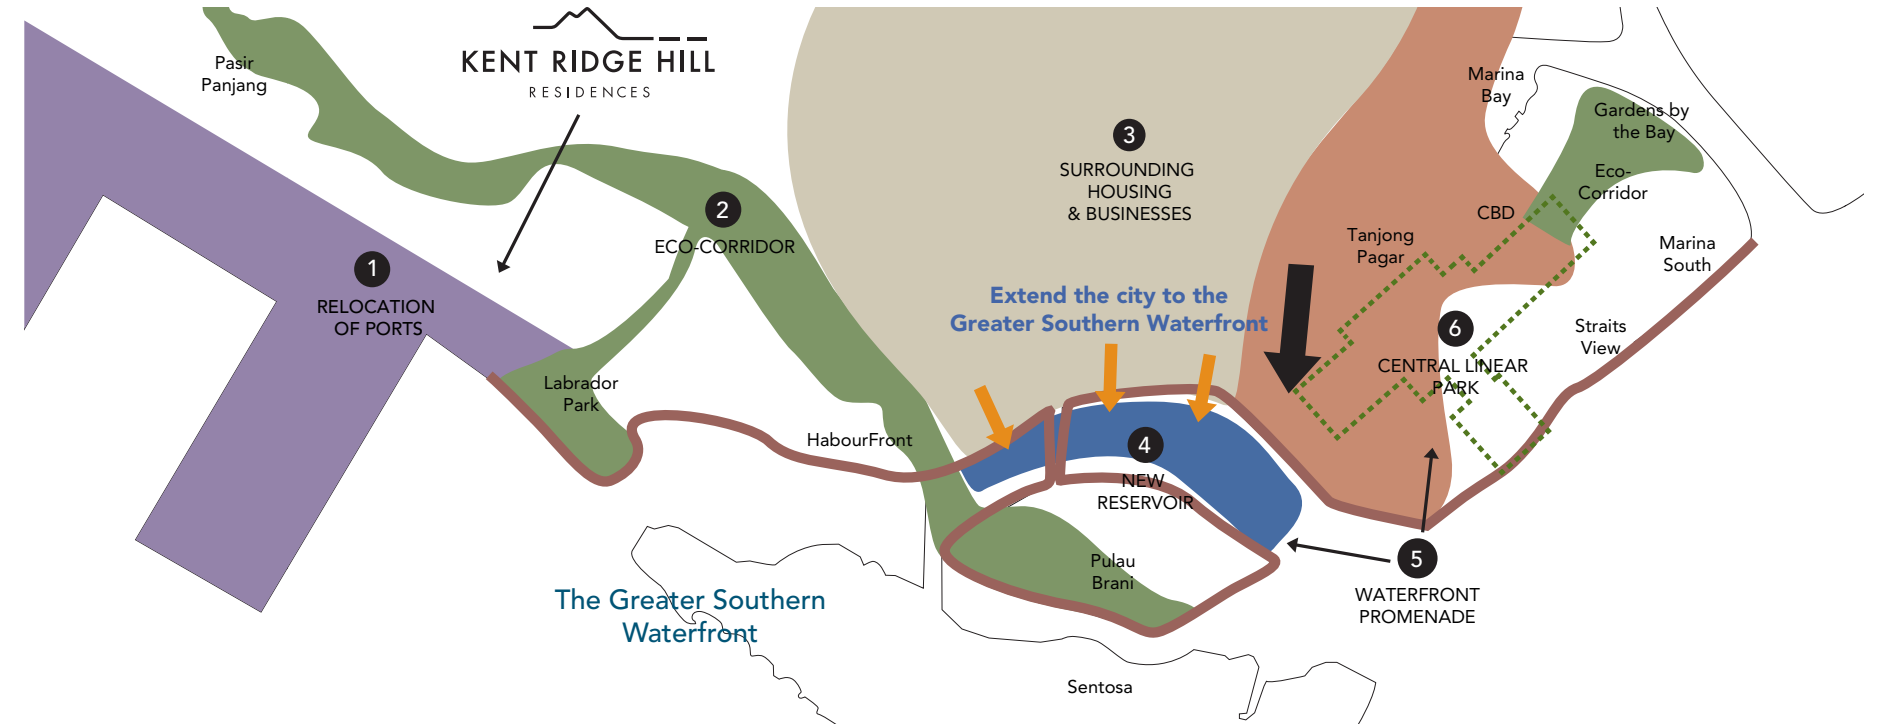 Pasir
Panjang
KENT RIDGE HILL
RESIDENCES
Marina
Bay
Gardens by
the Bay
Eco-
Corridor
3
SURROUNDING
HOUSING
& BUSINESSES
2
ECO-CORRIDOR
CBD
Tanjong
Pagar
Marina
South
1
RELOCATION
OF PORTS
Extend the city to the
Greater Southern Waterfront
6
CENTRAL LINEAR
PARK
Straits
View
Labrador
Park
HabourFront
4
NEW
RESERVOIR
Pulau
Brani
5
WATERFRONT
PROMENADE
The Greater Southern
Waterfront
Sentosa